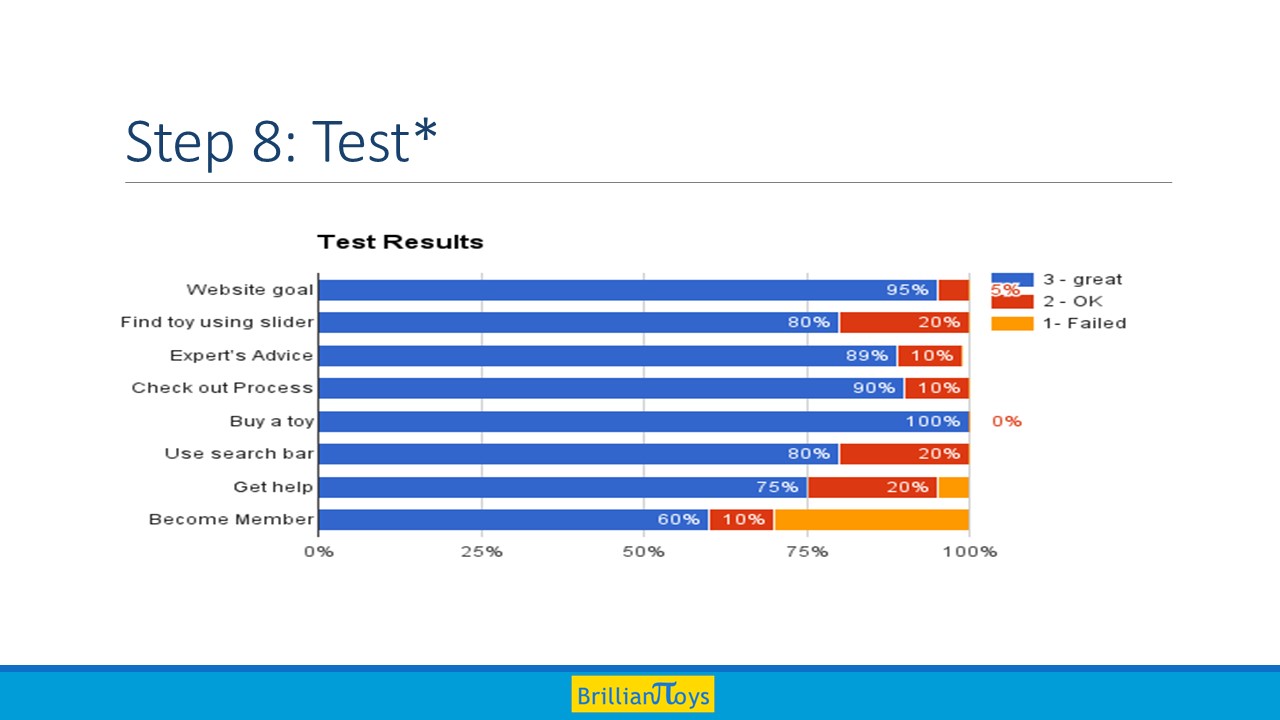 Step 8: Test*
Test Results
Website goal 95% 5%
Find toy using slider 80% 20%
Expert's Advice 89% 10%
Check out Process 90% 10%
Buy a toy 100% 0%
Use search bar 80% 20%
Get help 75% 20%
Become Member 60% 10%
0% 25% 50% 75% 100%
3 - great
2 - OK
1- Failed
BrillianπToys